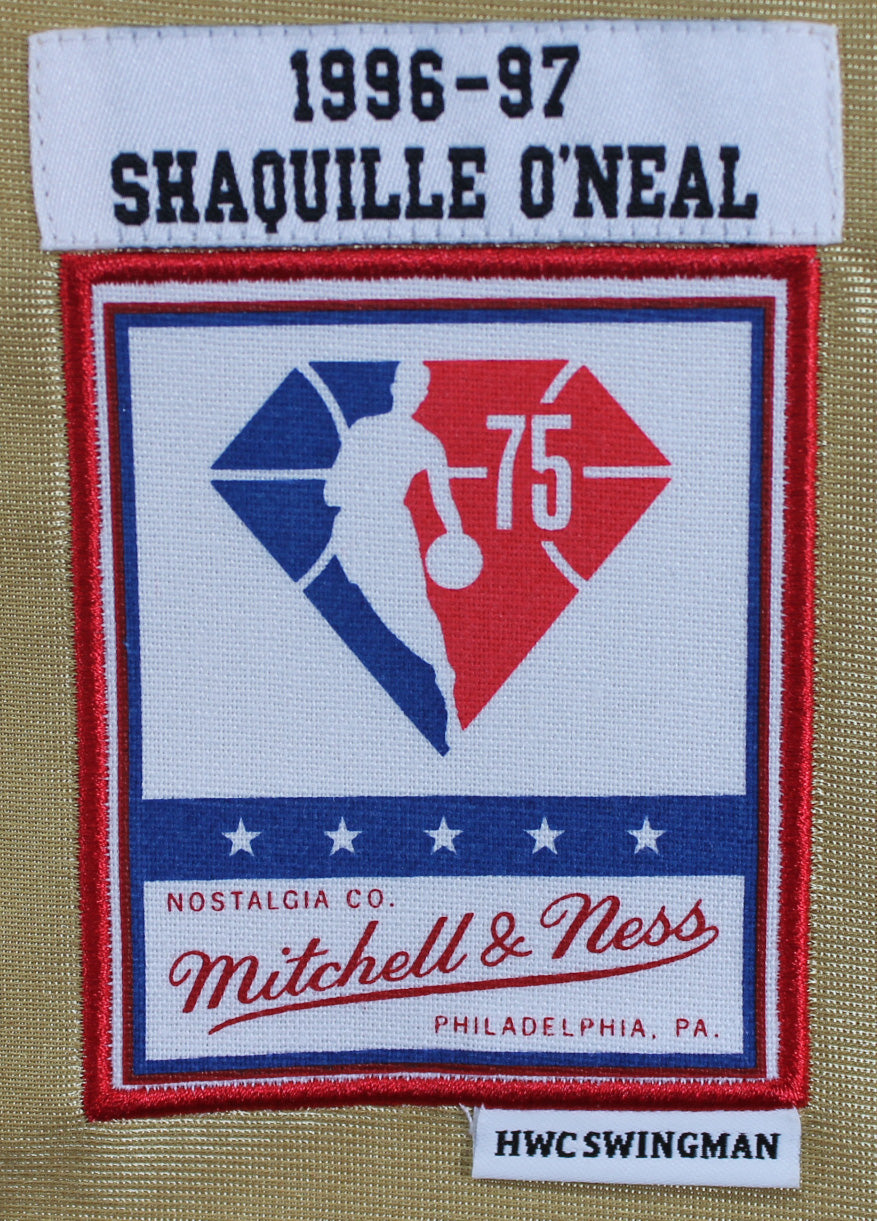 1996-97
SHAQUILLE O'NEAL
75
NOSTALGIA CO.
Mitchell & Ness
PHILADELPHIA, PA.
HWC SWINGMAN